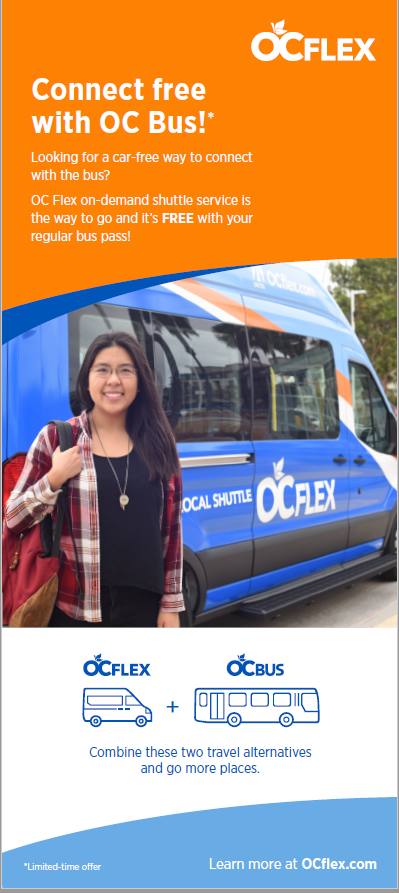 OCFLEX
Connect free
with OC Bus!*
Looking for a car-free way to connect
with the bus?
OC Flex on-demand shuttle service is
the way to go and it's FREE with your
regular bus pass!
OCflex.com
LOCAL SHUTTLE OCFLEX
OCFLEX OCBUS
+
Combine these two travel alternatives
and go more places.
*Limited-time offer
Learn more at OCflex.com